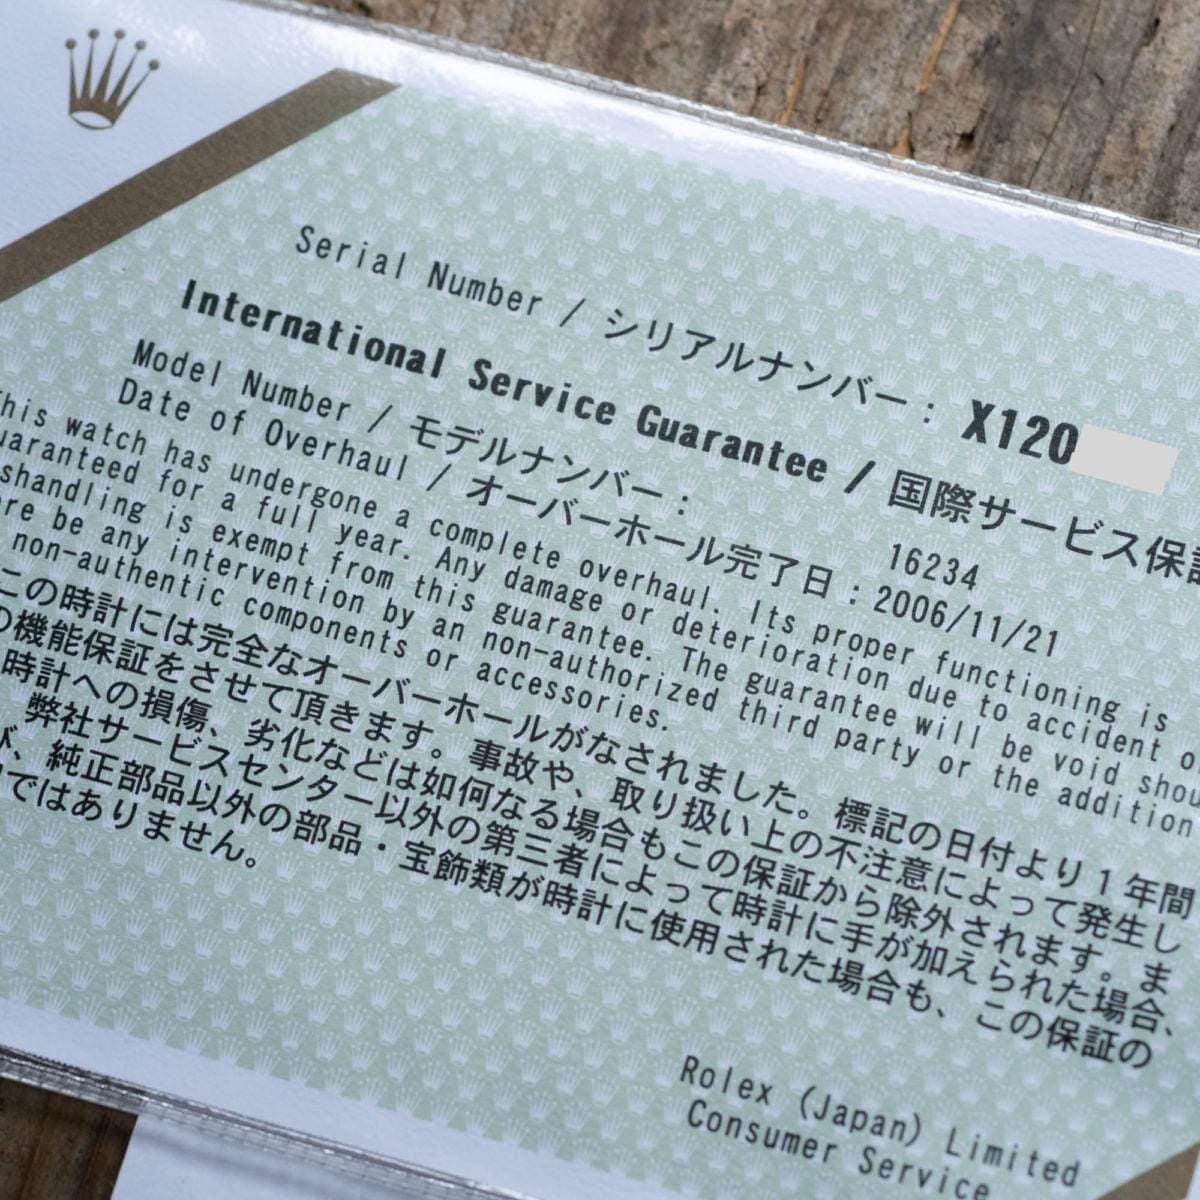 Serial Number / シリアルナンバー : X120
International Service Guarantee / 国際サービス保証
Model Number / モデルナンバー : 16234
Date of Overhaul / オーバーホール完了日 : 2006/11/21
This watch has undergone a complete overhaul. Its proper functioning is
guaranteed for a full year. Any damage or deterioration due to accident o
shandling is exempt from this guarantee. The guarantee will be void shou
ere be any intervention by an non-authorized third party or the addition
non-authentic components or accessories.
この時計には完全なオーバーホールがなされました。標記の日付より1年間
の機能保証をさせて頂きます。事故や、取り扱い上の不注意によって発生し
時計への損傷、劣化などは如何なる場合もこの保証から除外されます。ま
弊社サービスセンター以外の第三者によって時計に手が加えられた場合、
び、純正部品以外の部品・宝飾類が時計に使用された場合も、この保証の
ではありません。
Rolex (Japan) Limited
Consumer Service